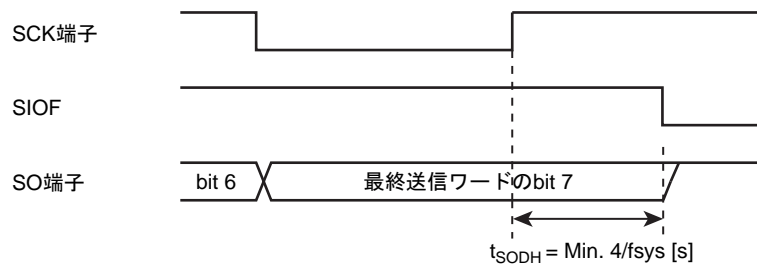 SCK端子
SIOF
SO端子 bit 6 最終送信ワードのbit 7
tSODH = Min. 4/fsys [s]